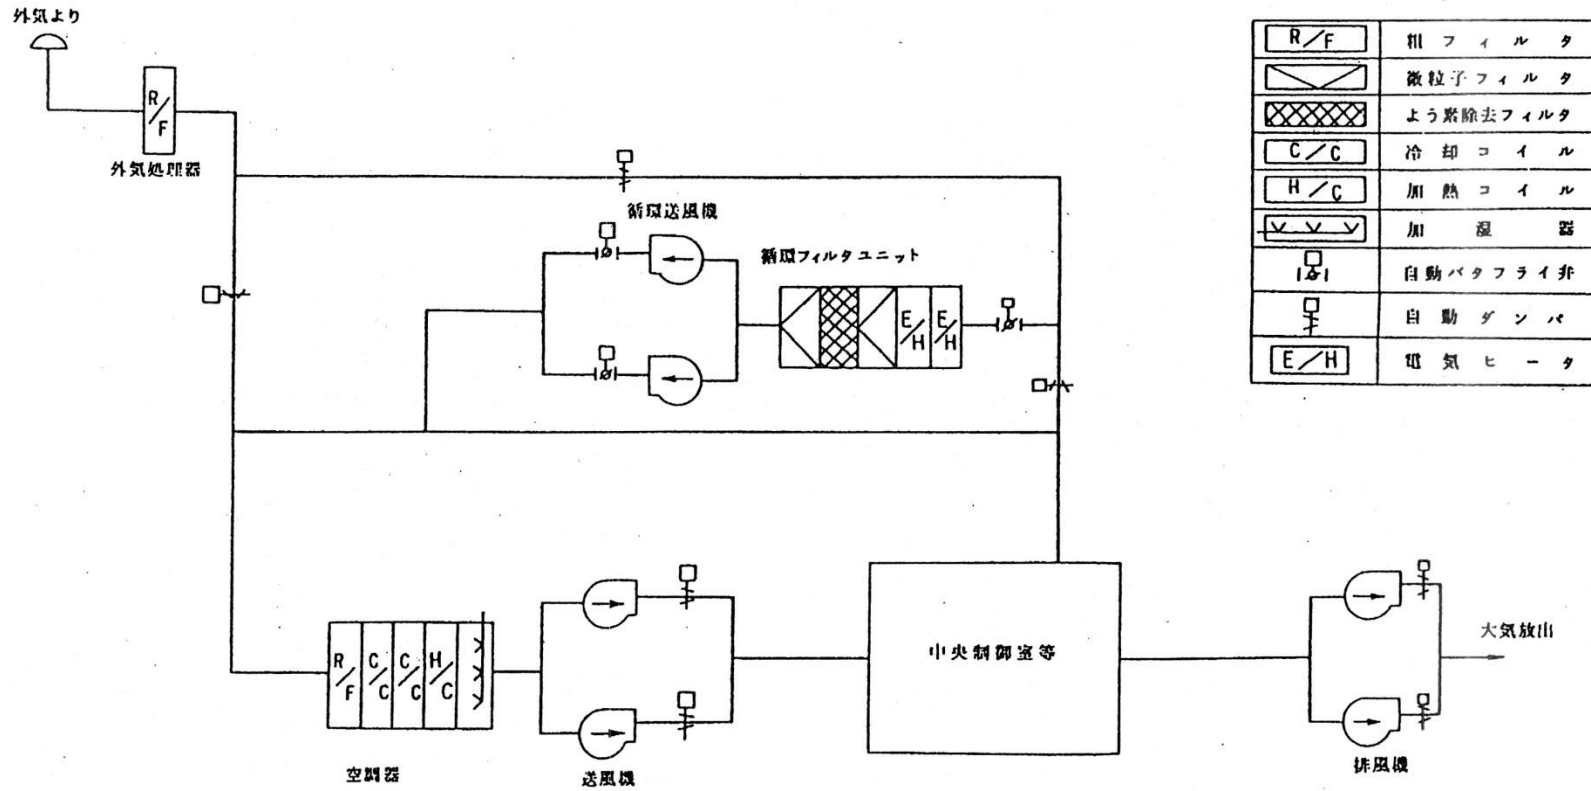 外気より
R/F
外気処理器
循環送風機
循環フィルタユニット
E/H E/H
R/F C/C C/C H/C
空調器
送風機
中央制御室等
大気放出
排風機
R/F 粗フィルタ
微粒子フィルタ
よう素除去フィルタ
C/C 冷却コイル
H/C 加熱コイル
加湿器
自動バタフライ弁
自動ダンパ
E/H 電気ヒータ